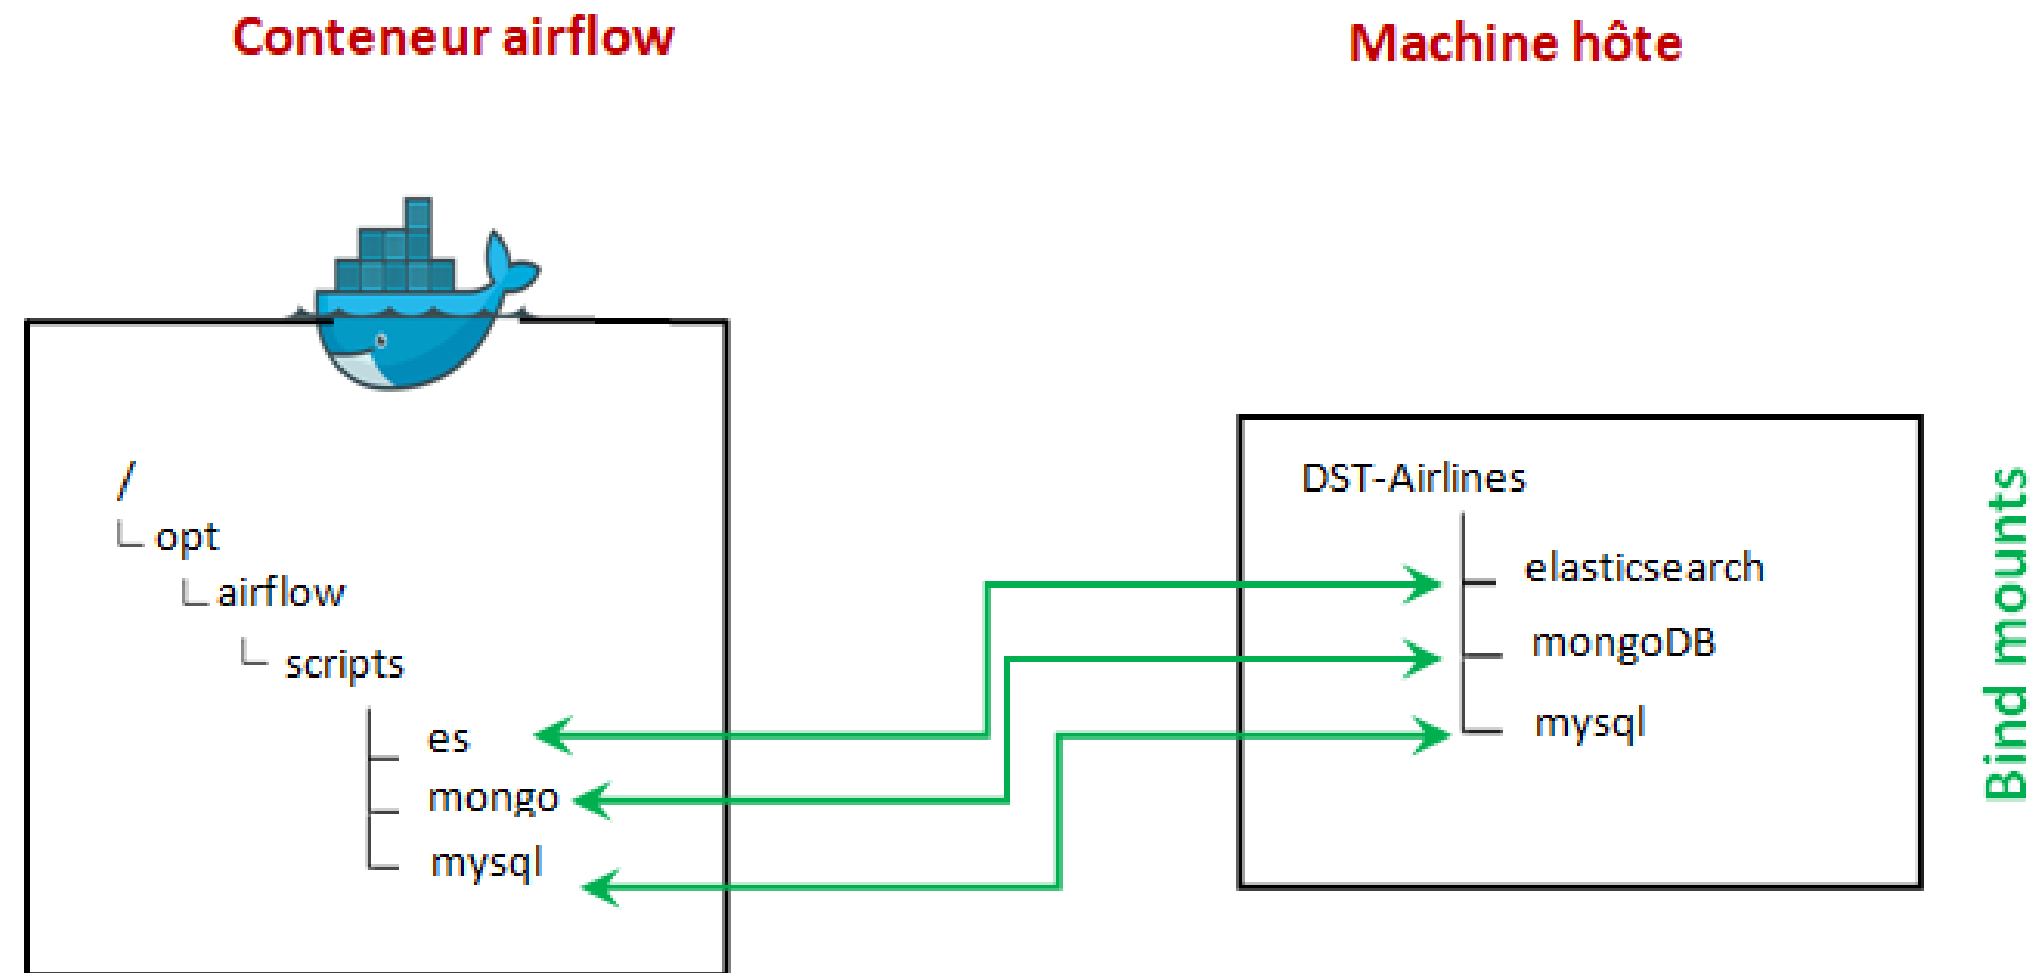 Conteneur airflow
Machine hôte
/
opt
airflow
scripts
es
mongo
mysql
DST-Airlines
elasticsearch
mongoDB
mysql
Bind mounts